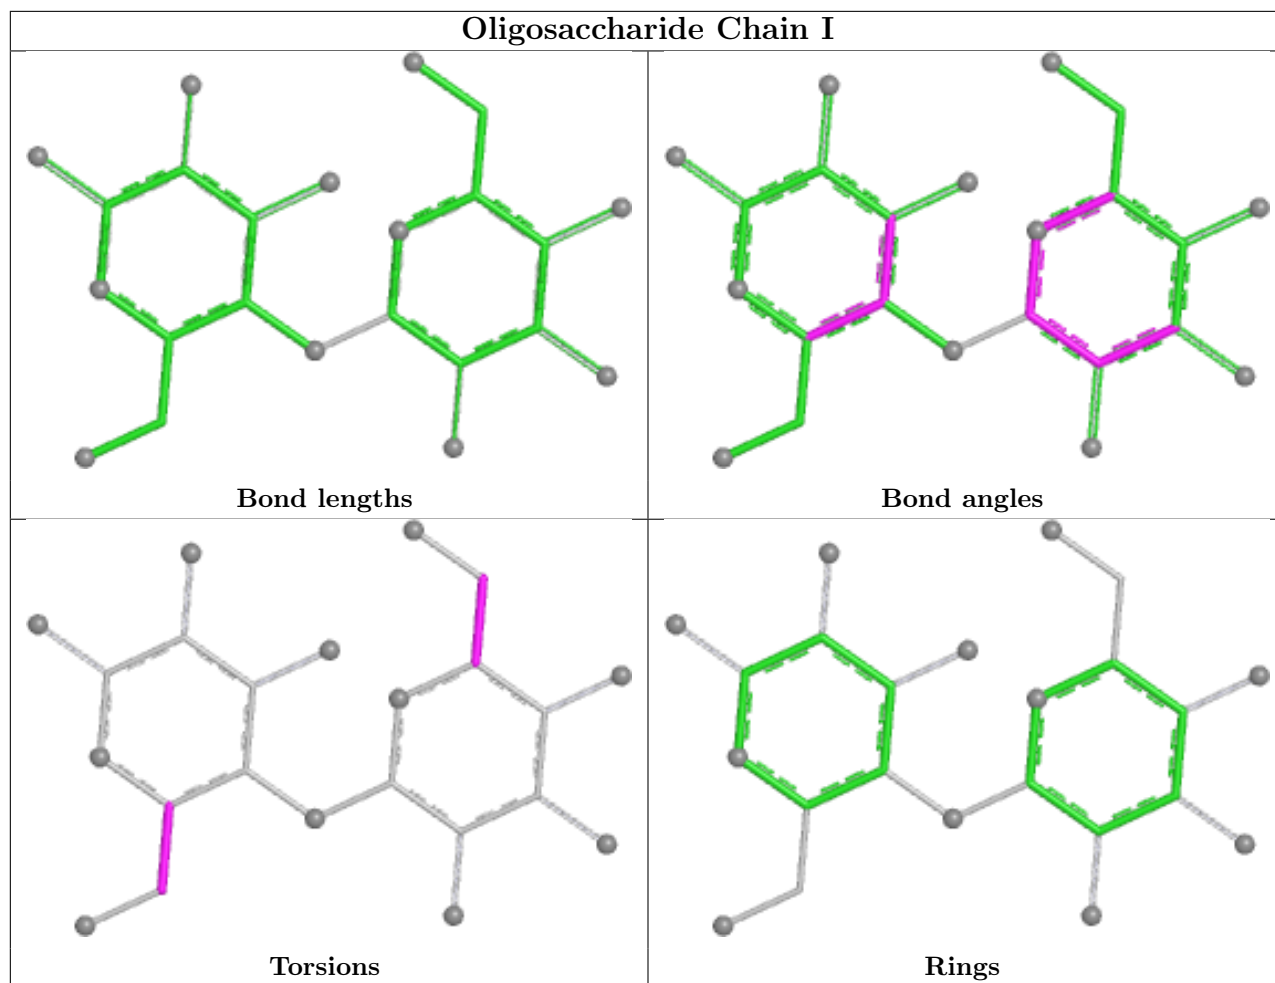 Oligosaccharide Chain I
Bond lengths
Bond angles
Torsions
Rings